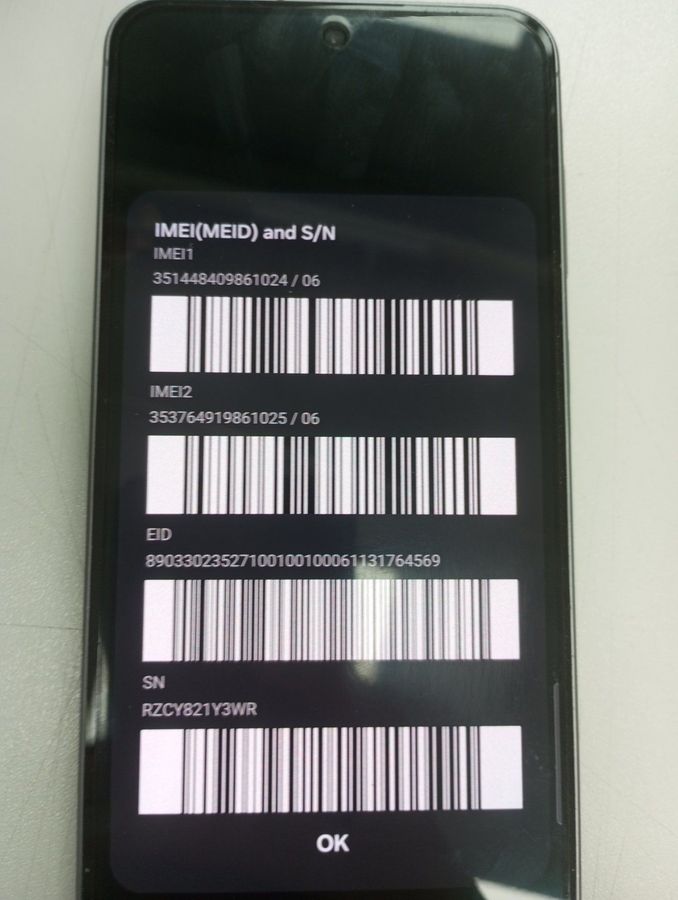 IMEI(MEID) and S/N
IMEI1
351448409861024 / 06
IMEI2
353764919861025 / 06
EID
89033023527100100100061131764569
SN
RZCY821Y3WR
OK